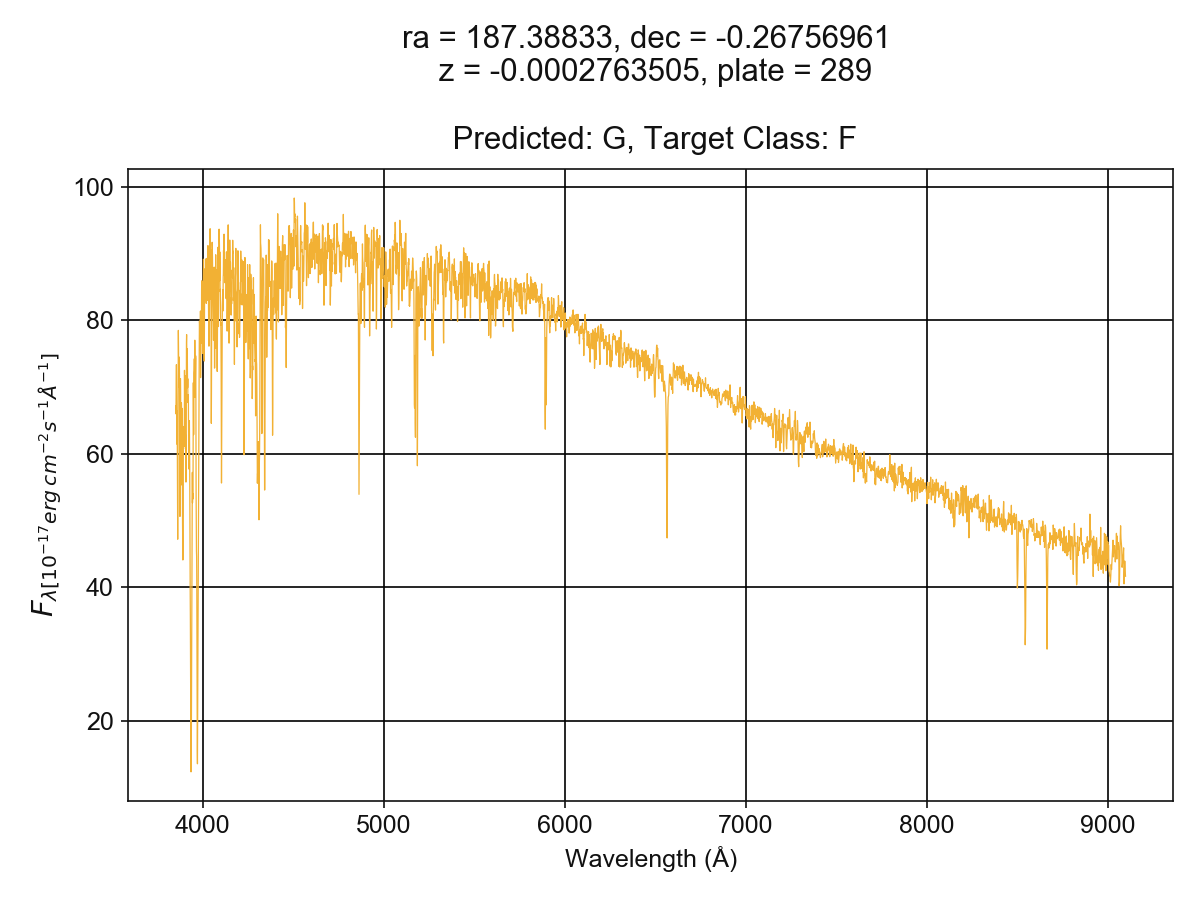 ra = 187.38833, dec = -0.26756961
z = -0.0002763505, plate = 289
Predicted: G, Target Class: F
100
80
60
40
20
F_{λ[10^{-17}erg cm^{-2}s^{-1}Å^{-1}]}
4000 5000 6000 7000 8000 9000
Wavelength (Å)